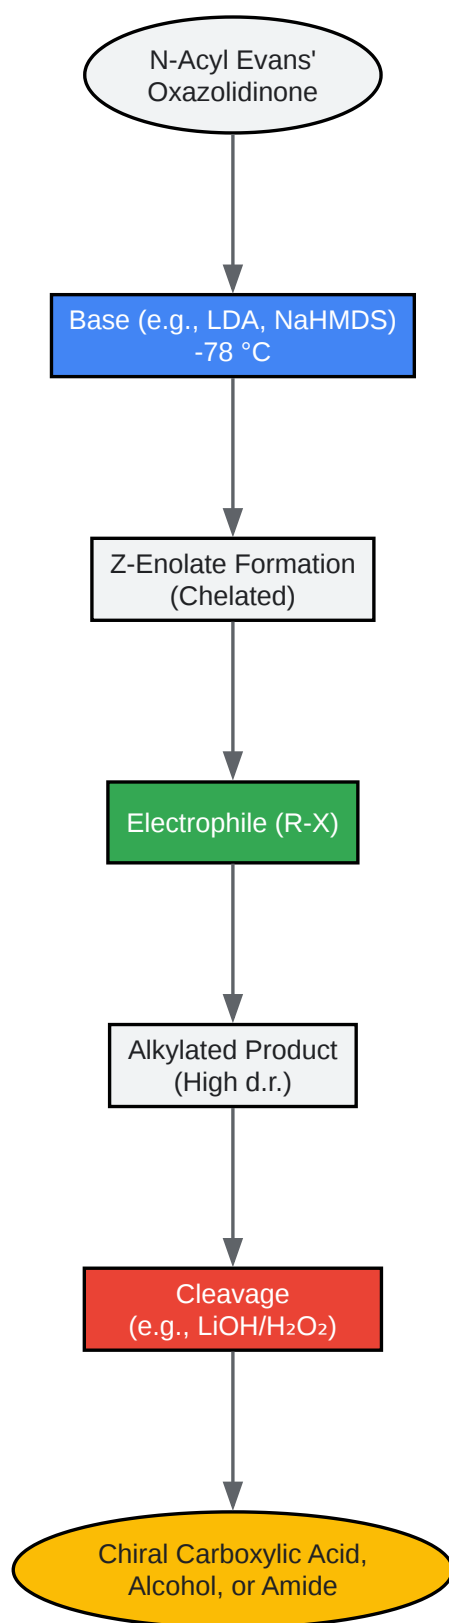 N-Acyl Evans'
Oxazolidinone
Base (e.g., LDA, NaHMDS)
-78 °C
Z-Enolate Formation
(Chelated)
Electrophile (R-X)
Alkylated Product
(High d.r.)
Cleavage
(e.g., LiOH/H₂O₂)
Chiral Carboxylic Acid,
Alcohol, or Amide